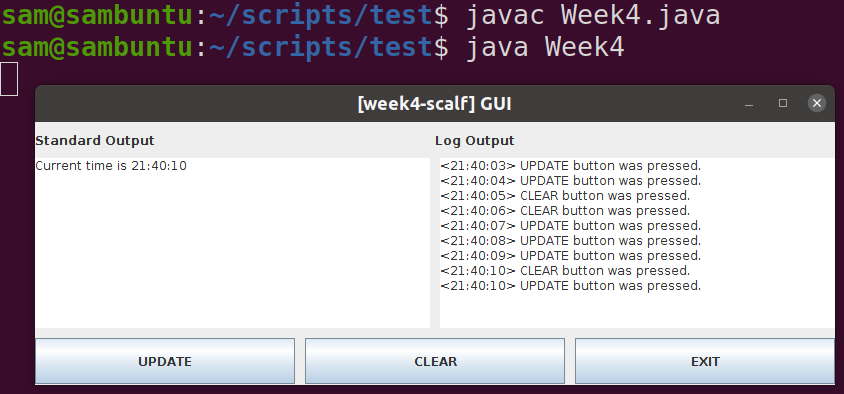 sam@sambuntu:~/scripts/test$ javac Week4.java
sam@sambuntu:~/scripts/test$ java Week4
[week4-scalf] GUI
Standard Output
Log Output
Current time is 21:40:10
<21:40:03> UPDATE button was pressed.
<21:40:04> UPDATE button was pressed.
<21:40:05> CLEAR button was pressed.
<21:40:06> CLEAR button was pressed.
<21:40:07> UPDATE button was pressed.
<21:40:08> UPDATE button was pressed.
<21:40:09> UPDATE button was pressed.
<21:40:10> CLEAR button was pressed.
<21:40:10> UPDATE button was pressed.
UPDATE
CLEAR
EXIT